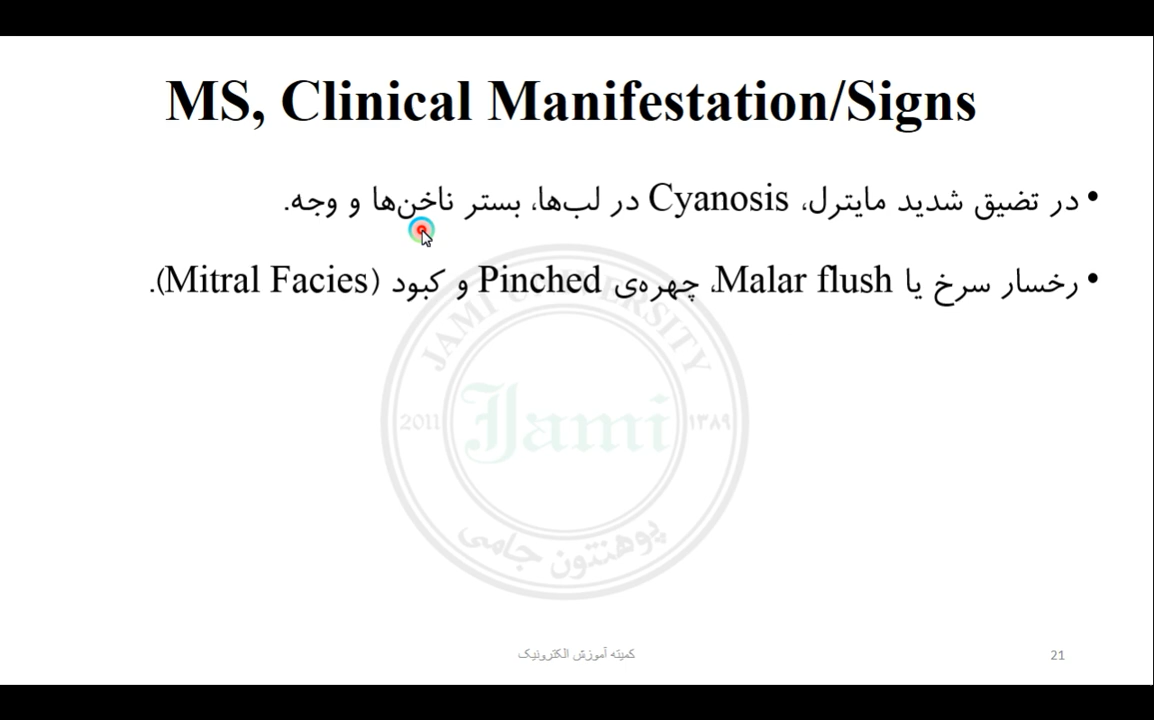 MS, Clinical Manifestation/Signs
• در تضیق شدید مایترل، Cyanosis در لب‌ها، بستر ناخن‌ها و وجه.
• رخسار سرخ یا Malar flush، چهره‌ی Pinched و کبود (Mitral Facies).
JAMI UNIVERSITY
2011
Jami
۱۳۸۹
پوهنتون جامی
کمیته آموزش الکترونیک
21